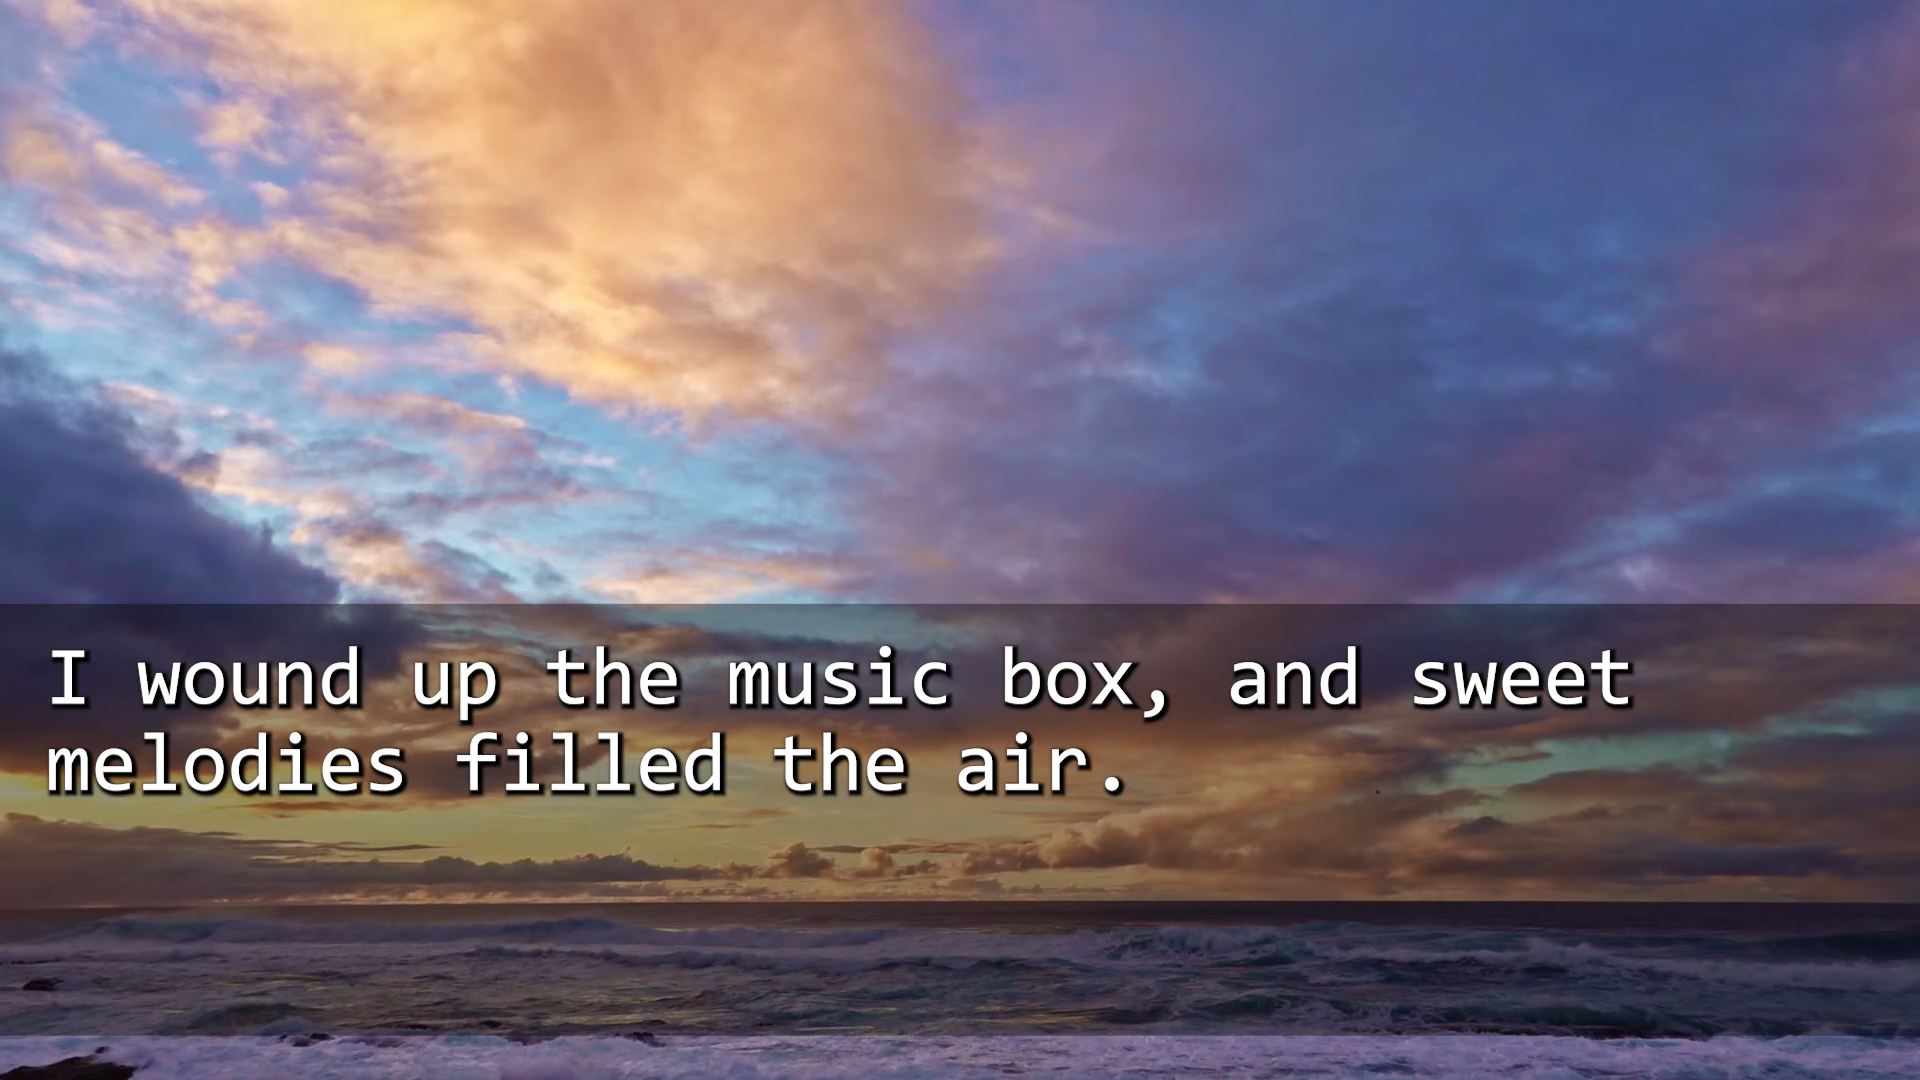 I wound up the music box, and sweet
melodies filled the air.